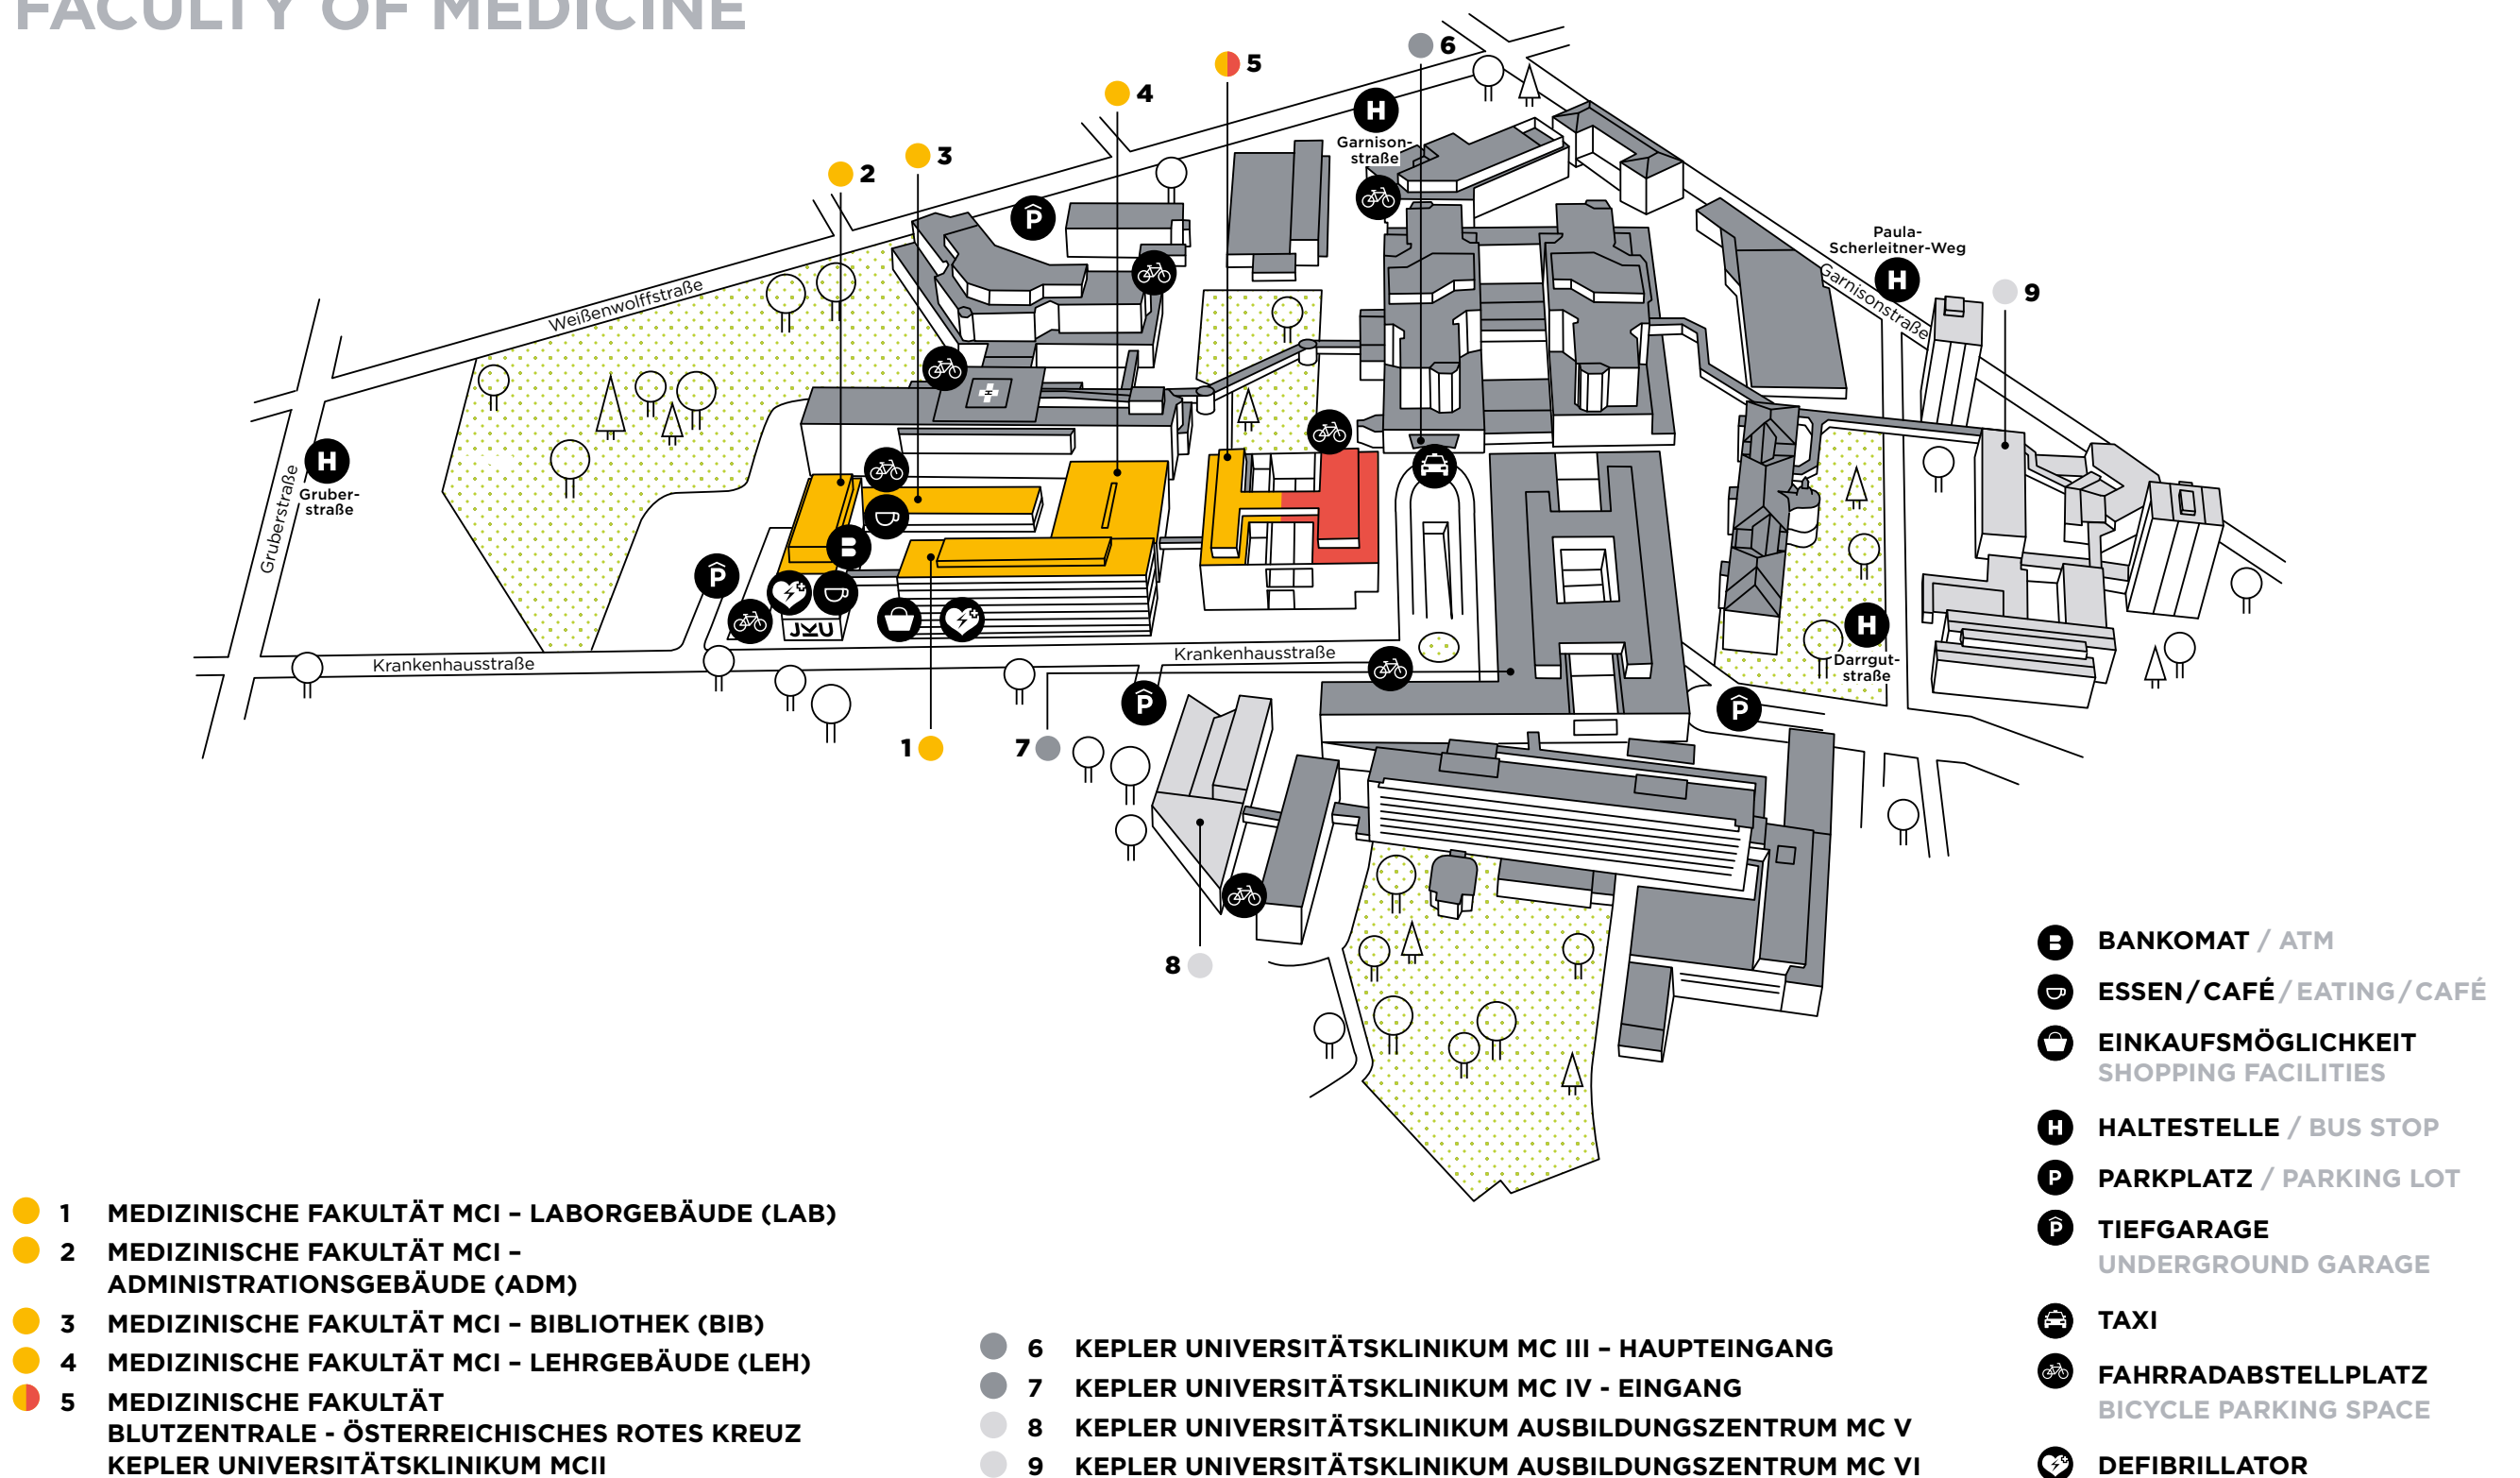 FACULTY OF MEDICINE
6
5
4
H
Garnison-
straße
3
2
P
Paula-
Scherleitner-Weg
H
Garnisonstraße
9
Weißenwolffstraße
H
Gruber-
straße
Gruberstraße
B
P
JKU
H
Darrgut-
straße
Krankenhausstraße
Krankenhausstraße
P
P
1
7
8
B BANKOMAT / ATM
ESSEN / CAFÉ / EATING / CAFÉ
EINKAUFSMÖGLICHKEIT
SHOPPING FACILITIES
H HALTESTELLE / BUS STOP
P PARKPLATZ / PARKING LOT
P TIEFGARAGE
UNDERGROUND GARAGE
TAXI
FAHRRADABSTELLPLATZ
BICYCLE PARKING SPACE
DEFIBRILLATOR
1 MEDIZINISCHE FAKULTÄT MCI – LABORGEBÄUDE (LAB)
2 MEDIZINISCHE FAKULTÄT MCI –
ADMINISTRATIONSGEBÄUDE (ADM)
3 MEDIZINISCHE FAKULTÄT MCI – BIBLIOTHEK (BIB)
4 MEDIZINISCHE FAKULTÄT MCI – LEHRGEBÄUDE (LEH)
5 MEDIZINISCHE FAKULTÄT
BLUTZENTRALE - ÖSTERREICHISCHES ROTES KREUZ
KEPLER UNIVERSITÄTSKLINIKUM MCII
6 KEPLER UNIVERSITÄTSKLINIKUM MC III – HAUPTEINGANG
7 KEPLER UNIVERSITÄTSKLINIKUM MC IV - EINGANG
8 KEPLER UNIVERSITÄTSKLINIKUM AUSBILDUNGSZENTRUM MC V
9 KEPLER UNIVERSITÄTSKLINIKUM AUSBILDUNGSZENTRUM MC VI